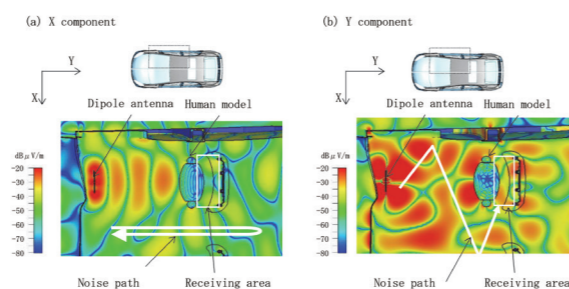 (a) X component
Y
X
Dipole antenna
Human model
dBμV/m
-20
-30
-40
-50
-60
-70
-80
Noise path
Receiving area
(b) Y component
Y
X
Dipole antenna
Human model
dBμV/m
-20
-30
-40
-50
-60
-70
-80
Noise path
Receiving area